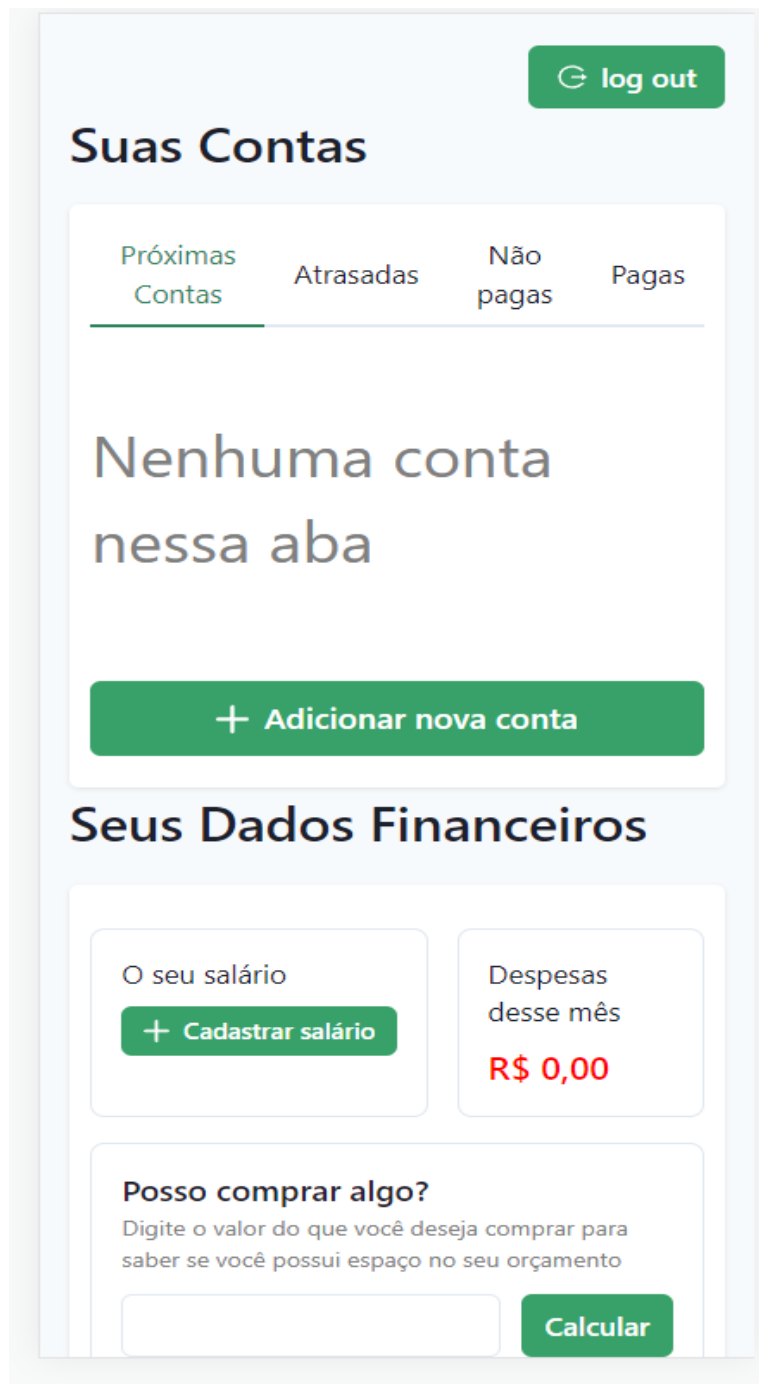 log out
Suas Contas
Próximas
Contas
Atrasadas
Não
pagas
Pagas
Nenhuma conta
nessa aba
+ Adicionar nova conta
Seus Dados Financeiros
O seu salário
+ Cadastrar salário
Despesas
desse mês
R$ 0,00
Posso comprar algo?
Digite o valor do que você deseja comprar para
saber se você possui espaço no seu orçamento
Calcular